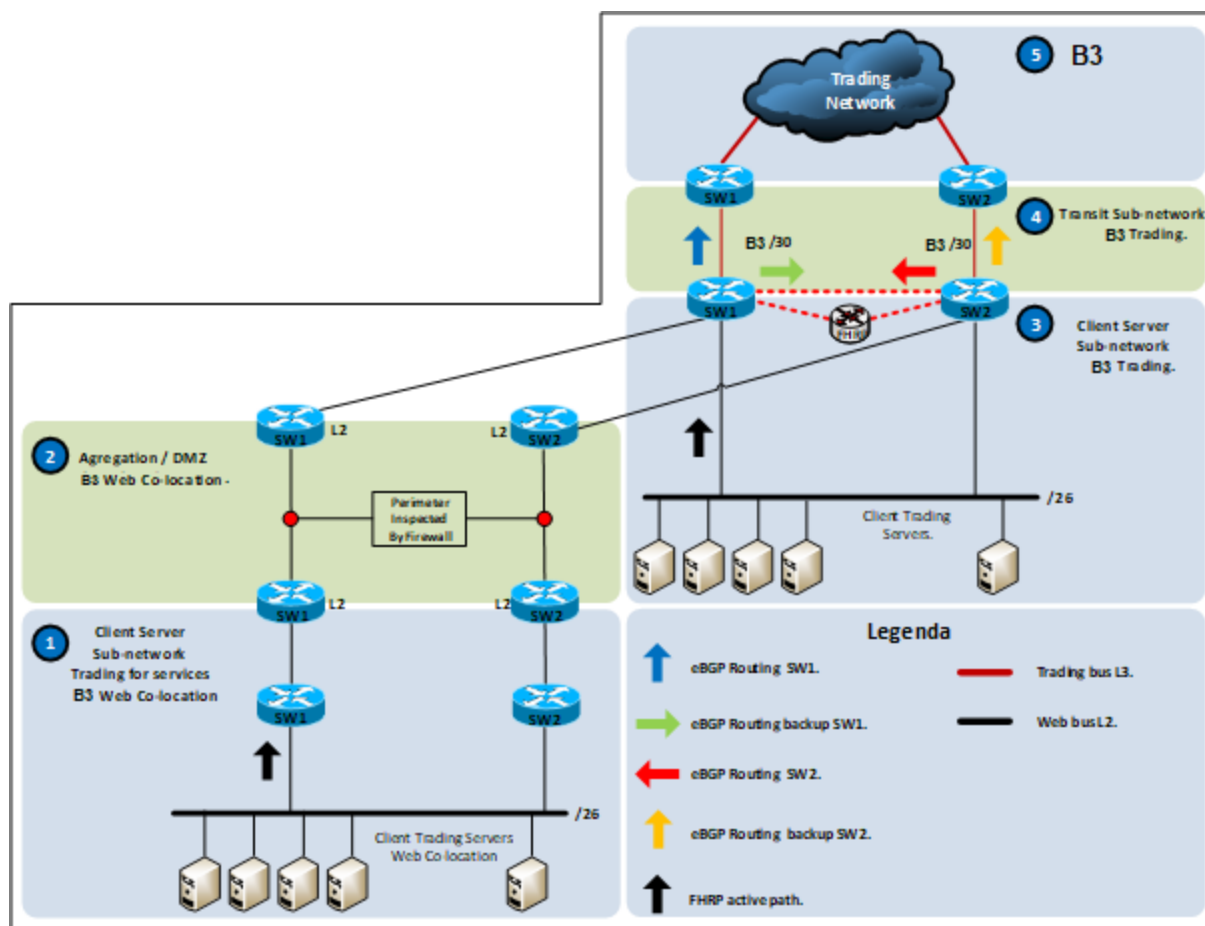 5
B3
Trading
Network
SW1
SW2
4
Transit Sub-network
B3 Trading.
B3 /30
B3 /30
SW1
SW2
FHRP
3
Client Server
Sub-network
B3 Trading.
SW1
L2
L2
SW2
2
Agregation / DMZ
B3 Web Co-location -
Perimeter
Inspected
By Firewall
/26
Client Trading
Servers.
SW1
L2
L2
SW2
1
Client Server
Sub-network
Trading for services
B3 Web Co-location
SW1
SW2
/26
Client Trading Servers
Web Co-location
Legenda
eBGP Routing SW1.
Trading bus L3.
eBGP Routing backup SW1.
Web bus L2.
eBGP Routing SW2.
eBGP Routing backup SW2.
FHRP active path.